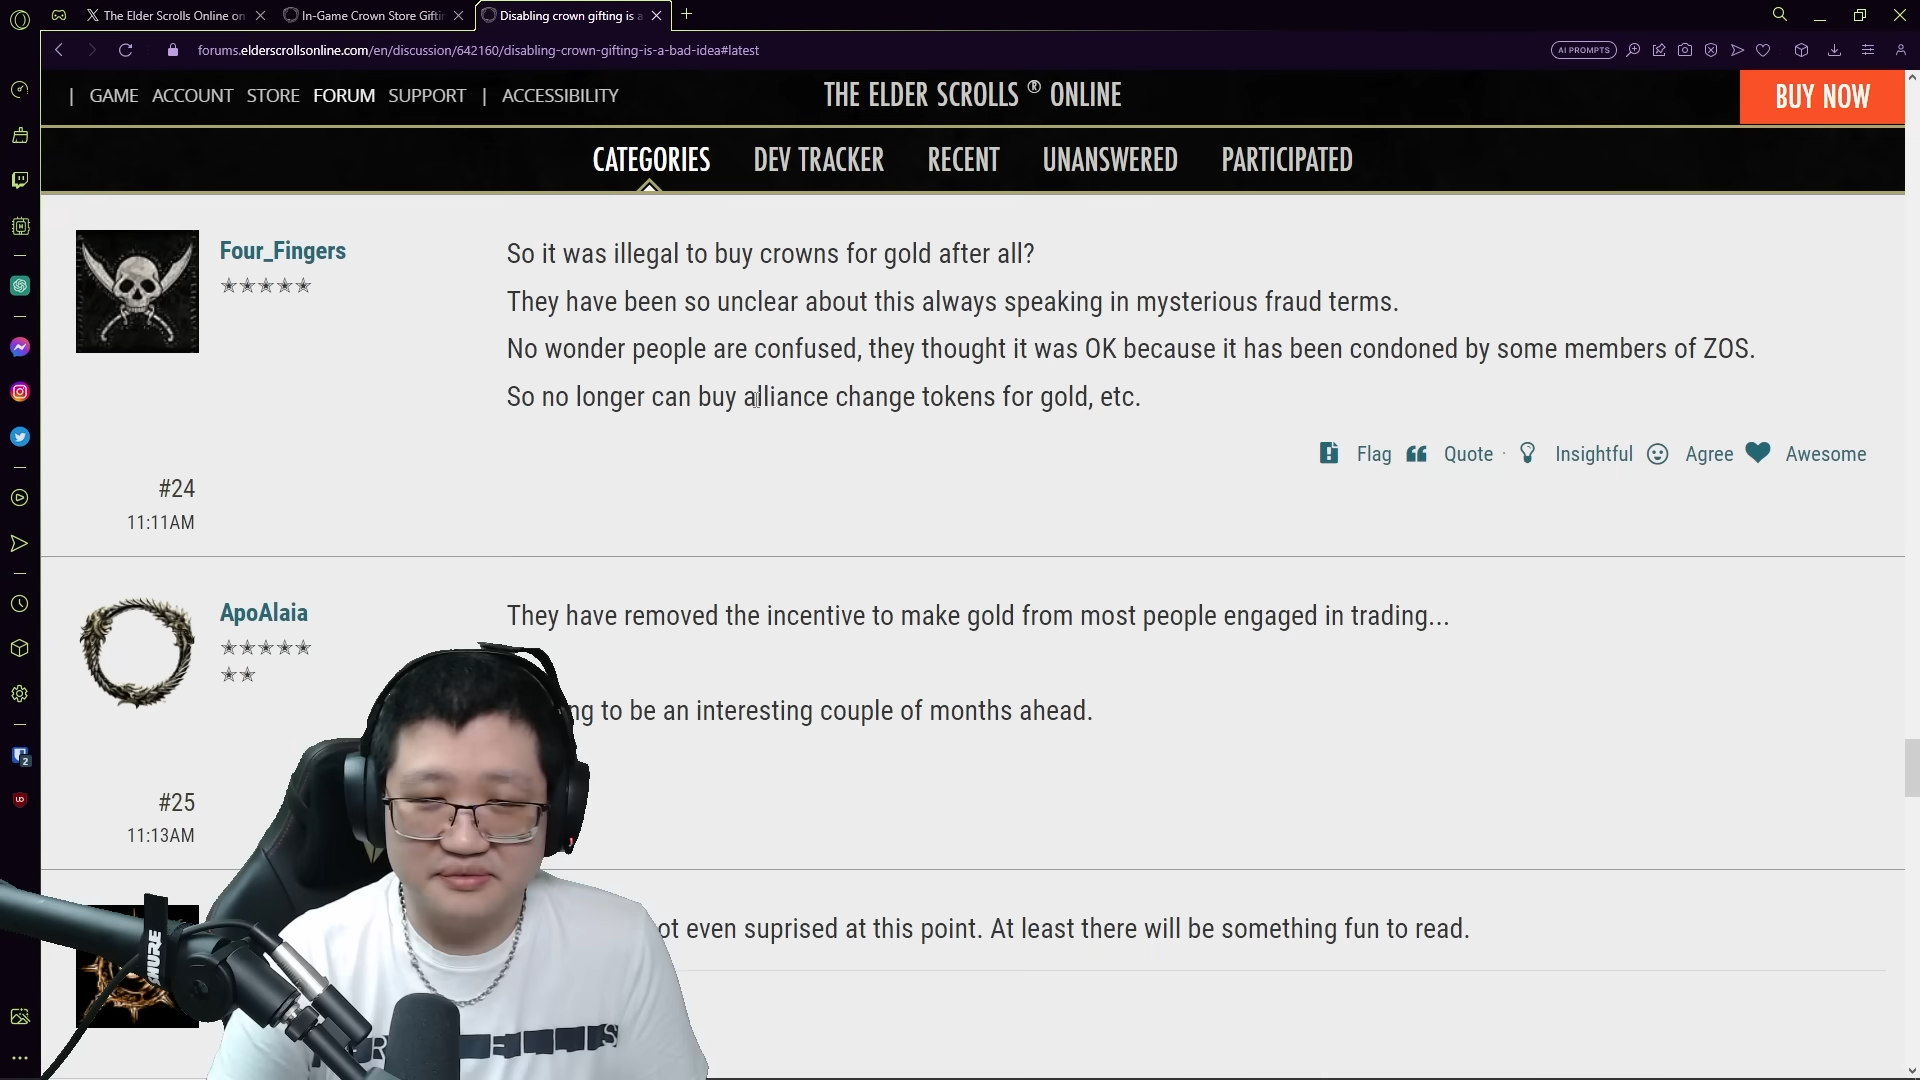 The Elder Scrolls Online on
In-Game Crown Store Giftin
Disabling crown gifting is a
forums.elderscrollsonline.com/en/discussion/642160/disabling-crown-gifting-is-a-bad-idea#latest
AI PROMPTS
| GAME ACCOUNT STORE FORUM SUPPORT | ACCESSIBILITY
THE ELDER SCROLLS ® ONLINE
BUY NOW
CATEGORIES DEV TRACKER RECENT UNANSWERED PARTICIPATED
Four_Fingers
So it was illegal to buy crowns for gold after all?
They have been so unclear about this always speaking in mysterious fraud terms.
No wonder people are confused, they thought it was OK because it has been condoned by some members of ZOS.
So no longer can buy alliance change tokens for gold, etc.
Flag Quote · Insightful Agree Awesome
#24
11:11AM
ApoAlaia
They have removed the incentive to make gold from most people engaged in trading...
ng to be an interesting couple of months ahead.
#25
11:13AM
ot even suprised at this point. At least there will be something fun to read.
2
UD
SHURE